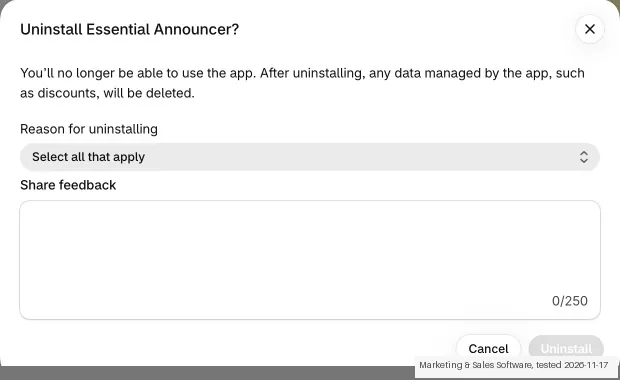 Uninstall Essential Announcer?
You’ll no longer be able to use the app. After uninstalling, any data managed by the app, such
as discounts, will be deleted.
Reason for uninstalling
Select all that apply
Share feedback
0/250
Cancel
Uninstall
Marketing & Sales Software, tested 2026-11-17